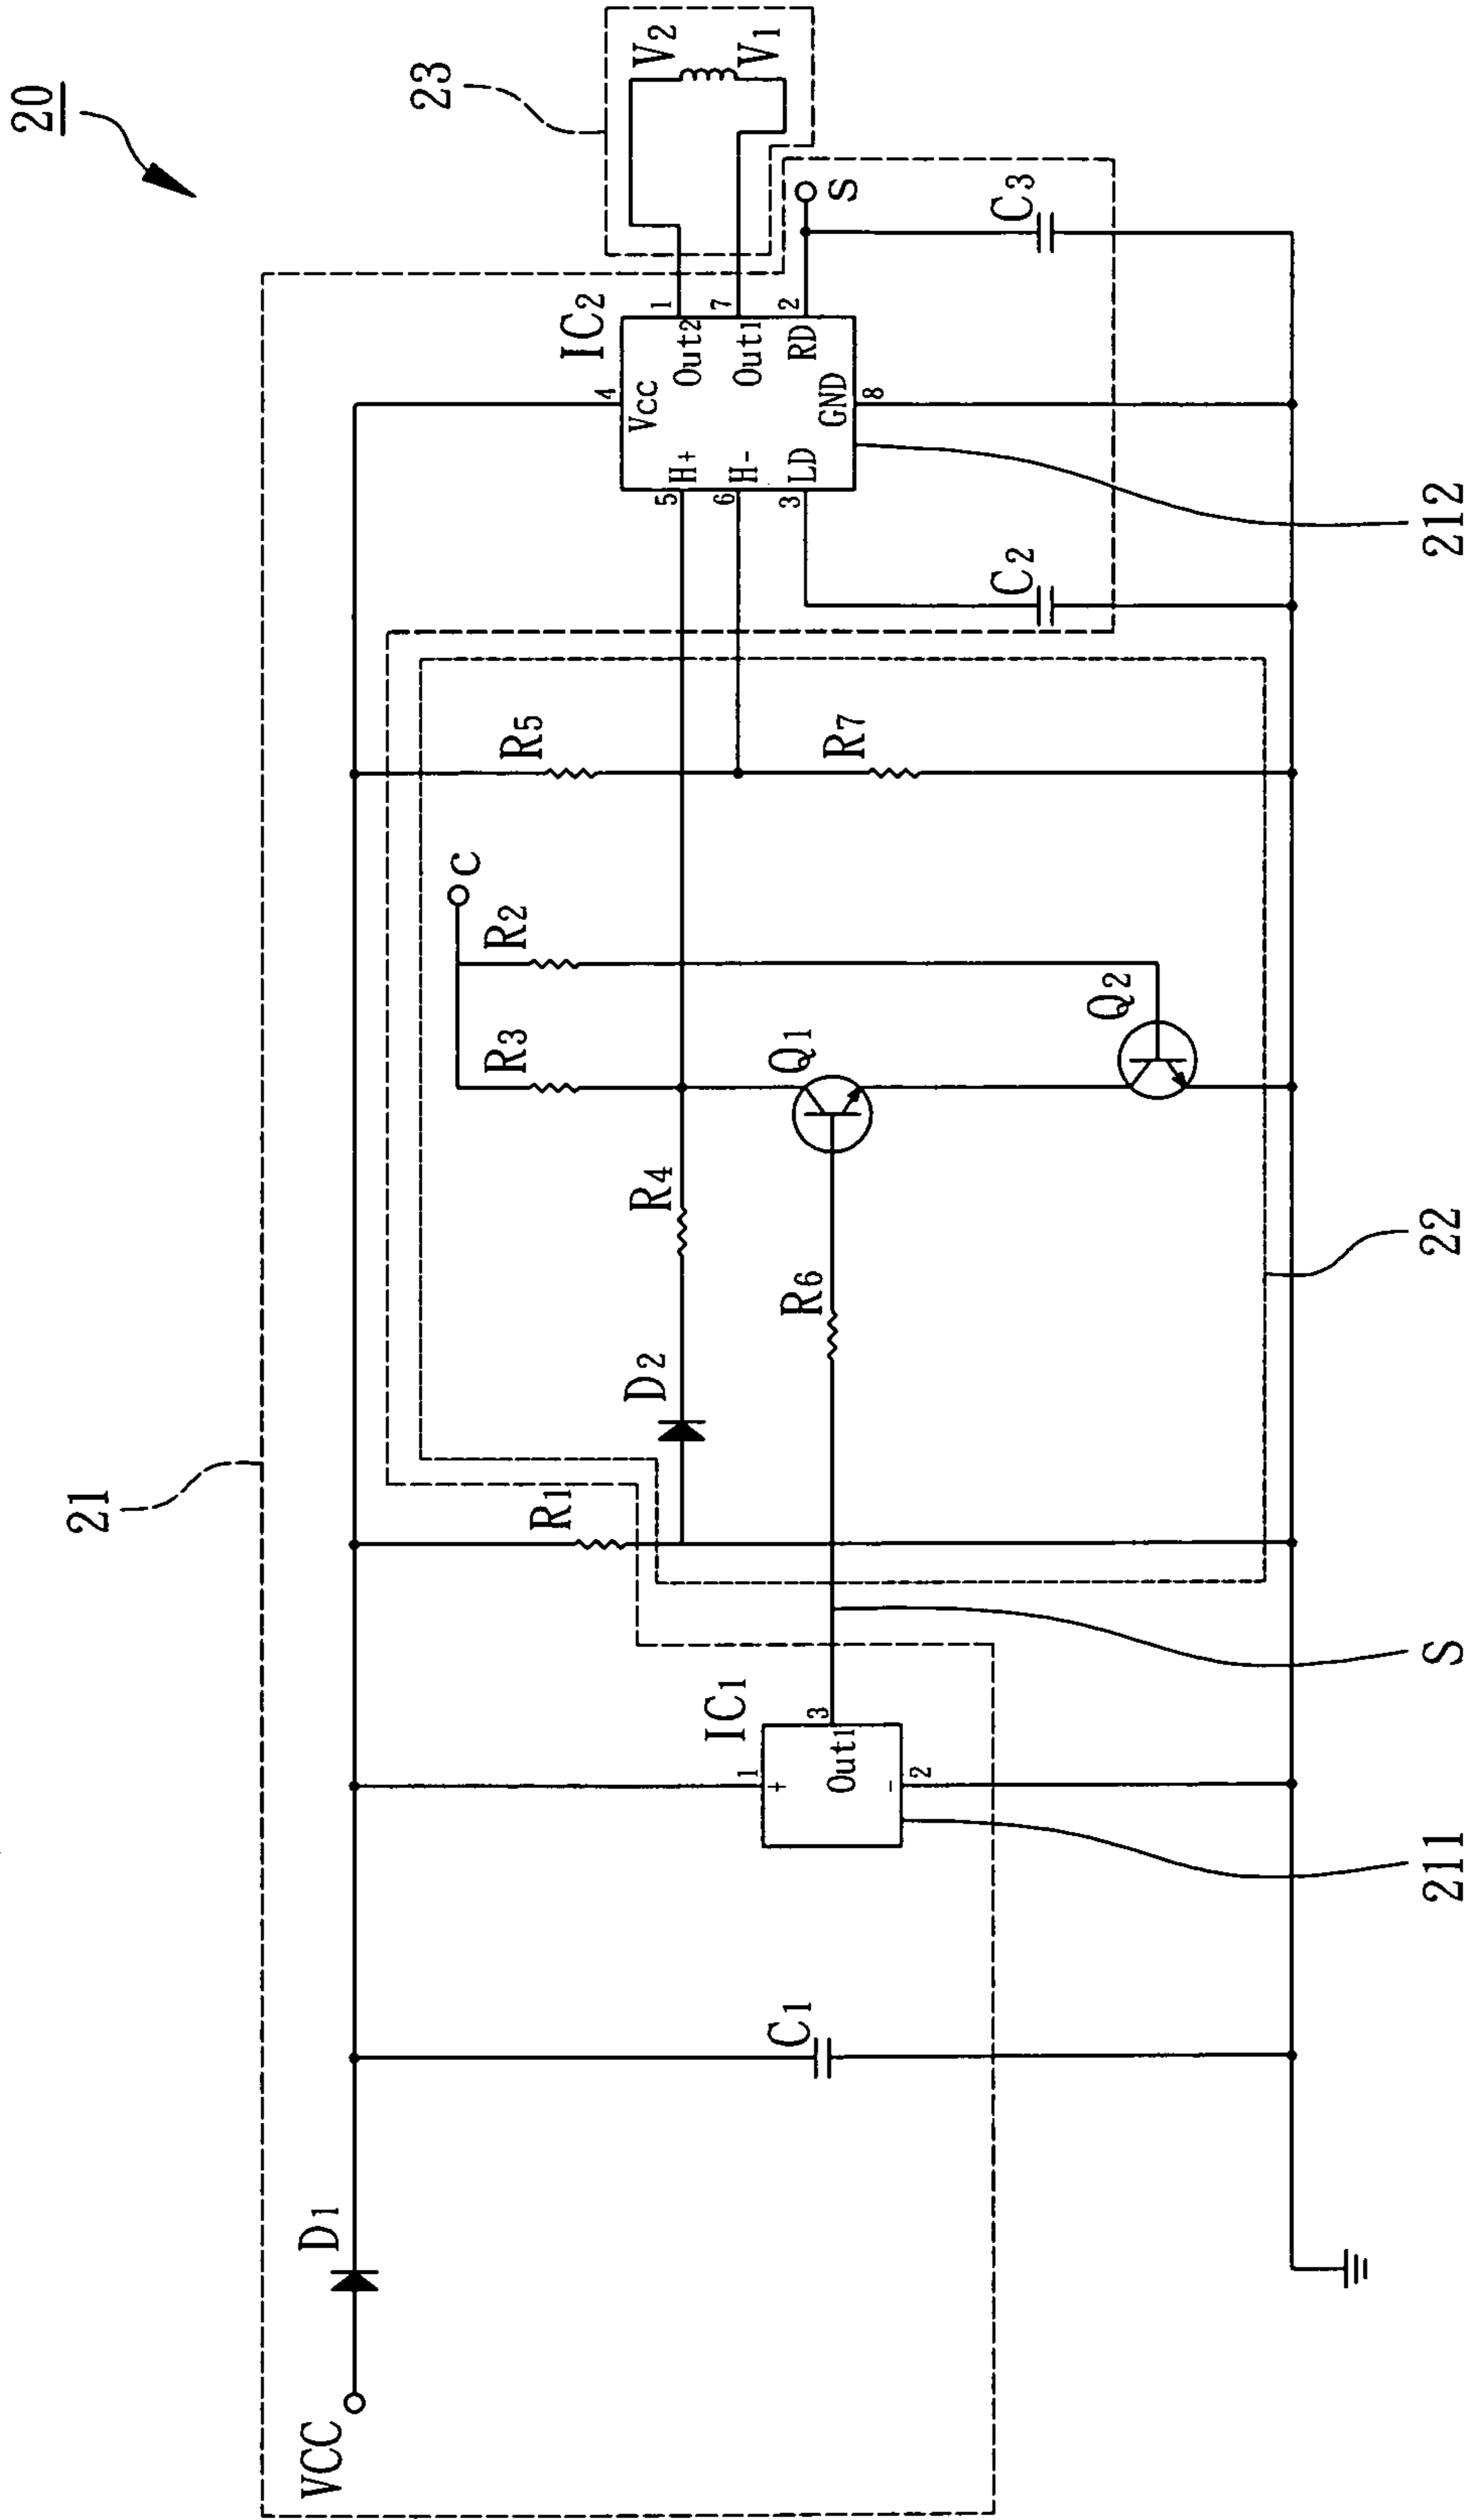 20
21
23
V2
V1
IC2
1
Out2
7
Out1
2
RD
s
4
Vcc
5
H+
6
H-
3
LD
GND
8
C3
C2
212
R5
R7
c
R2
R3
Q1
Q2
R4
R6
D2
R1
22
IC1
1
+
3
Out1
-
2
S
211
C1
D1
VCC